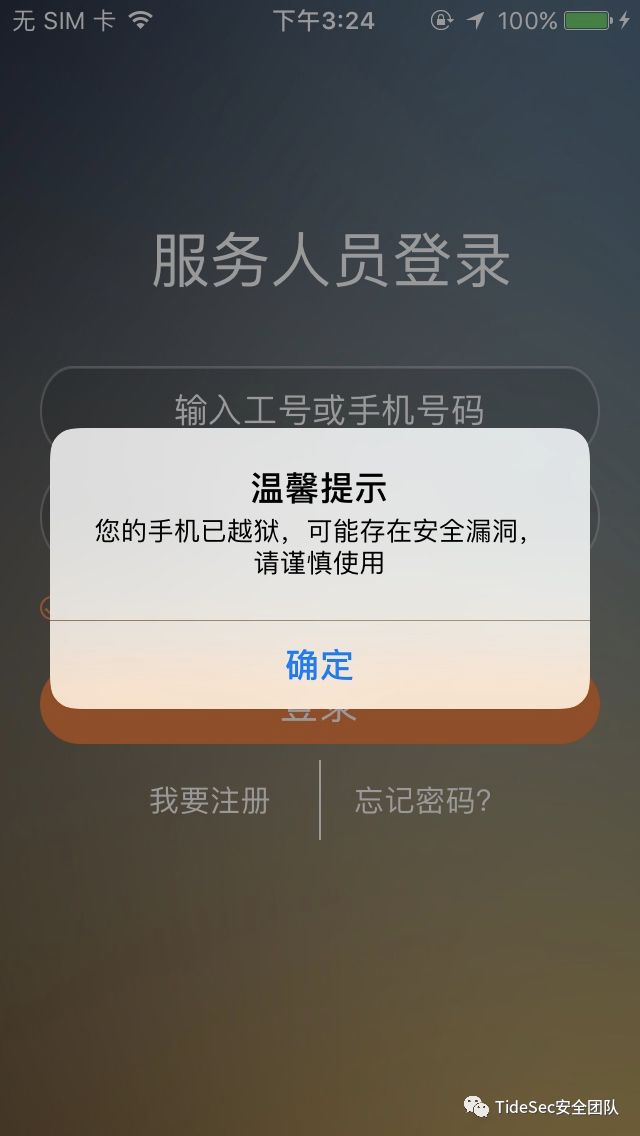 无 SIM 卡 下午3:24 100%
服务人员登录
输入工号或手机号码
温馨提示
您的手机已越狱，可能存在安全漏洞，
请谨慎使用
确定
登录
我要注册 忘记密码?
TideSec安全团队